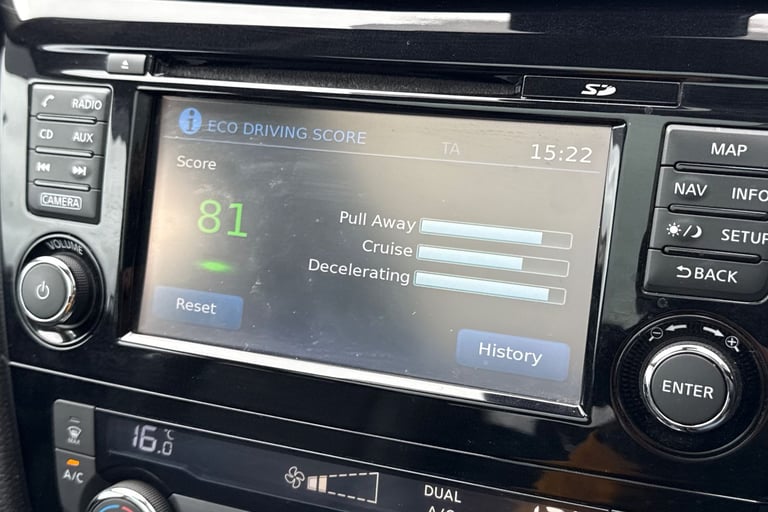 SD
RADIO
CD AUX
CAMERA
VOLUME
ECO DRIVING SCORE
TA
15:22
Score
81
Pull Away
Cruise
Decelerating
Reset
History
MAP
NAV INFO
SETUP
BACK
ENTER
MAX
A/C
16.0 °C
DUAL